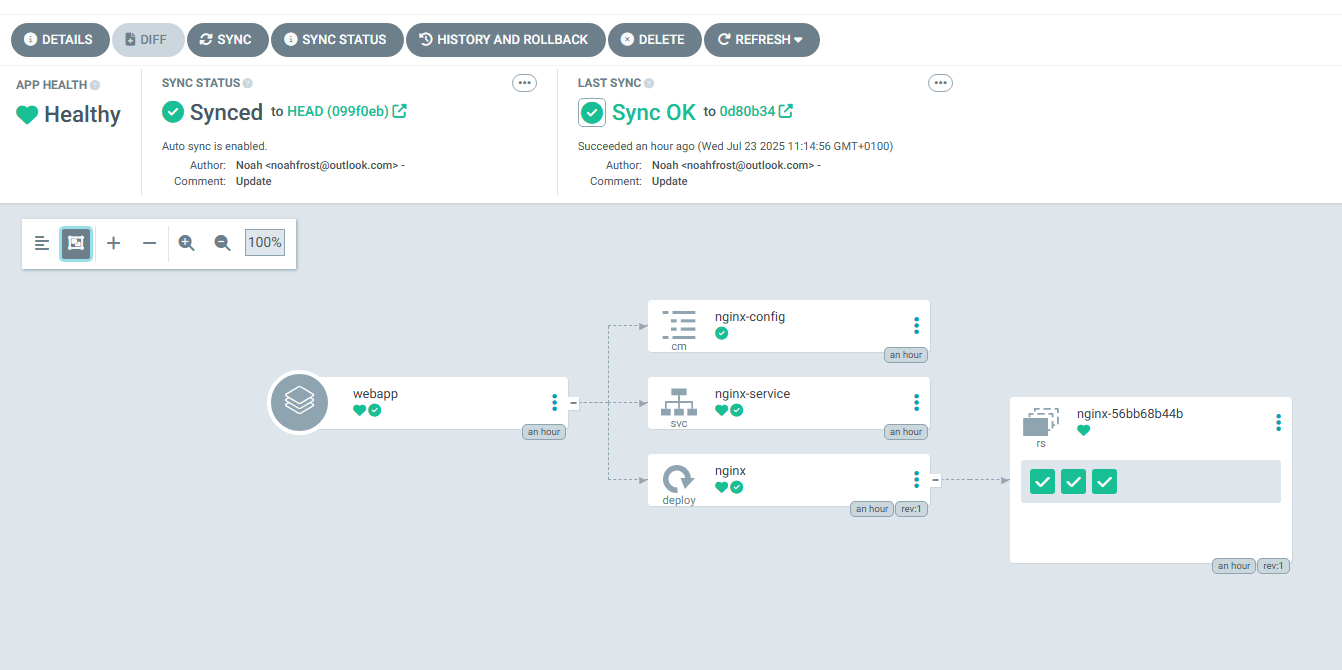 DETAILS
DIFF
SYNC
SYNC STATUS
HISTORY AND ROLLBACK
DELETE
REFRESH
APP HEALTH
Healthy
SYNC STATUS
Synced to HEAD (099f0eb)
Auto sync is enabled.
Author: Noah <noahfrost@outlook.com> -
Comment: Update
LAST SYNC
Sync OK to 0d80b34
Succeeded an hour ago (Wed Jul 23 2025 11:14:56 GMT+0100)
Author: Noah <noahfrost@outlook.com> -
Comment: Update
100%
webapp
an hour
nginx-config
cm
an hour
nginx-service
svc
an hour
nginx
deploy
an hour
rev:1
nginx-56bb68b44b
rs
an hour
rev:1